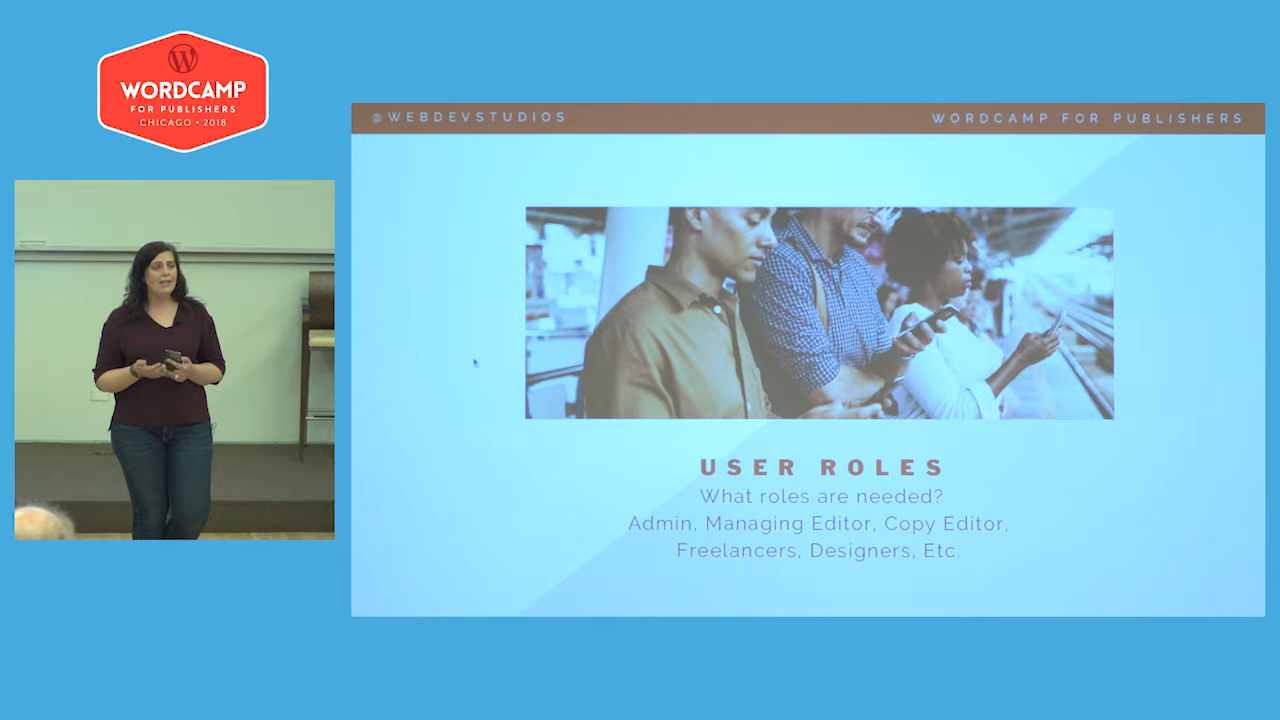 WORDCAMP
FOR PUBLISHERS
CHICAGO • 2018
@WEBDEVSTUDIOS
WORDCAMP FOR PUBLISHERS
USER ROLES
What roles are needed?
Admin, Managing Editor, Copy Editor,
Freelancers, Designers, Etc.